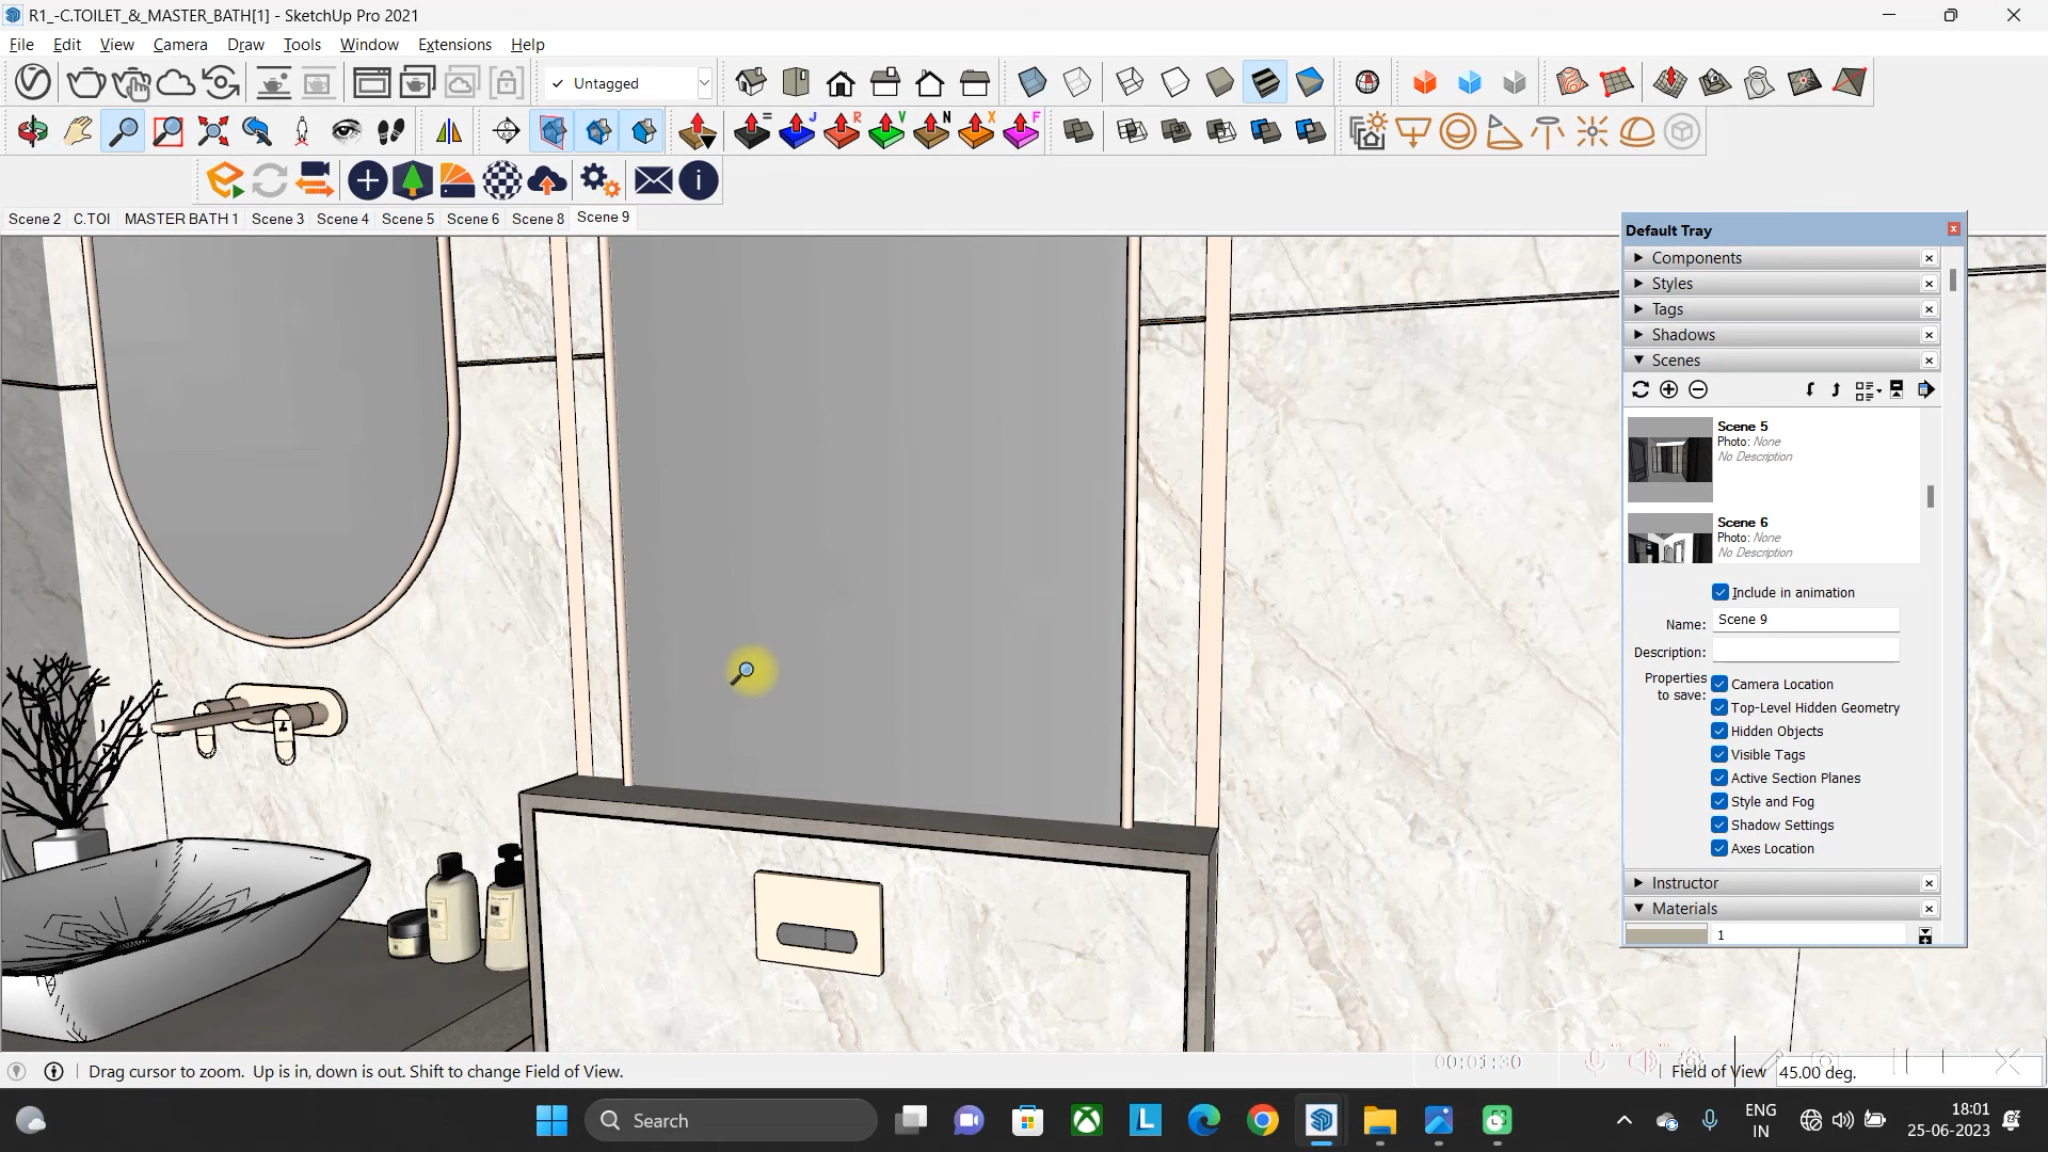 R1_-C.TOILET_&_MASTER_BATH[1] - SketchUp Pro 2021
File Edit View Camera Draw Tools Window Extensions Help
Untagged
= J R V N X F
Scene 2 C.TOI MASTER BATH 1 Scene 3 Scene 4 Scene 5 Scene 6 Scene 8 Scene 9
Default Tray
Components
Styles
Tags
Shadows
Scenes
Scene 5
Photo: None
No Description
Scene 6
Photo: None
No Description
Include in animation
Name: Scene 9
Description:
Properties to save:
Camera Location
Top-Level Hidden Geometry
Hidden Objects
Visible Tags
Active Section Planes
Style and Fog
Shadow Settings
Axes Location
Instructor
Materials
1
Drag cursor to zoom. Up is in, down is out. Shift to change Field of View.
00:01:30
Field of View 45.00 deg.
Search
ENG
IN
18:01
25-06-2023